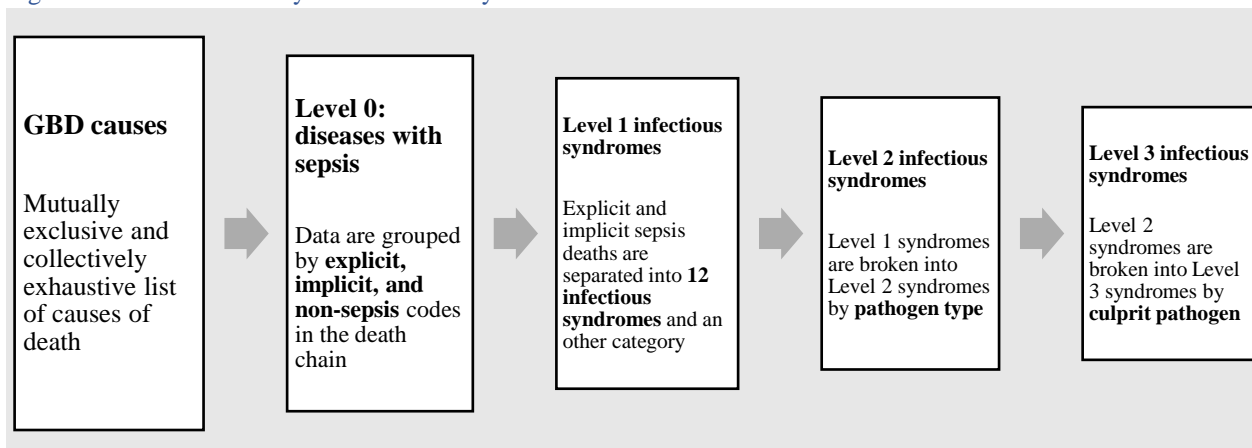 GBD causes
Mutually
exclusive and
collectively
exhaustive list
of causes of
death
Level 0:
diseases with
sepsis
Data are grouped
by explicit,
implicit, and
non-sepsis codes
in the death
chain
Level 1 infectious
syndromes
Explicit and
implicit sepsis
deaths are
separated into 12
infectious
syndromes and an
other category
Level 2 infectious
syndromes
Level 1 syndromes
are broken into
Level 2 syndromes
by pathogen type
Level 3 infectious
syndromes
Level 2
syndromes are
broken into Level
3 syndromes by
culprit pathogen